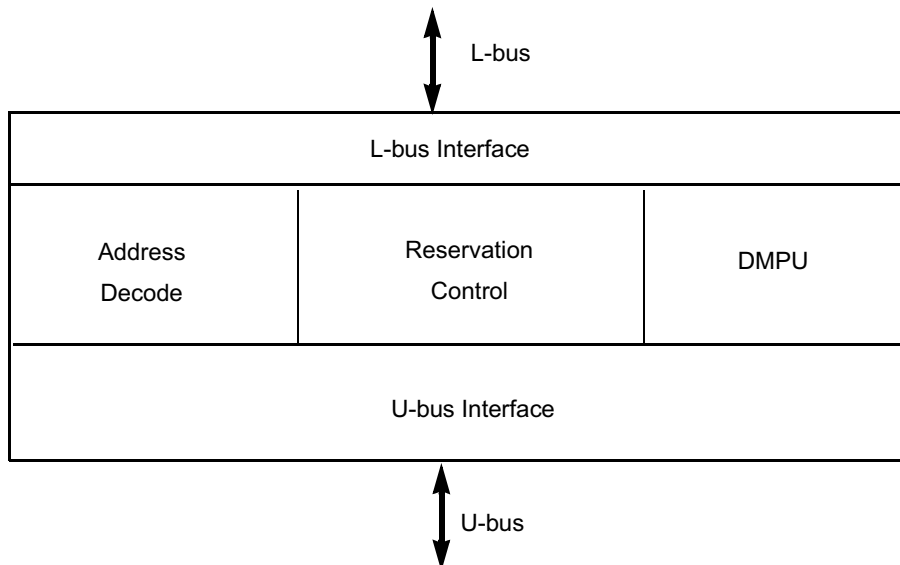 L-bus
L-bus Interface
Address
Decode
Reservation
Control
DMPU
U-bus Interface
U-bus